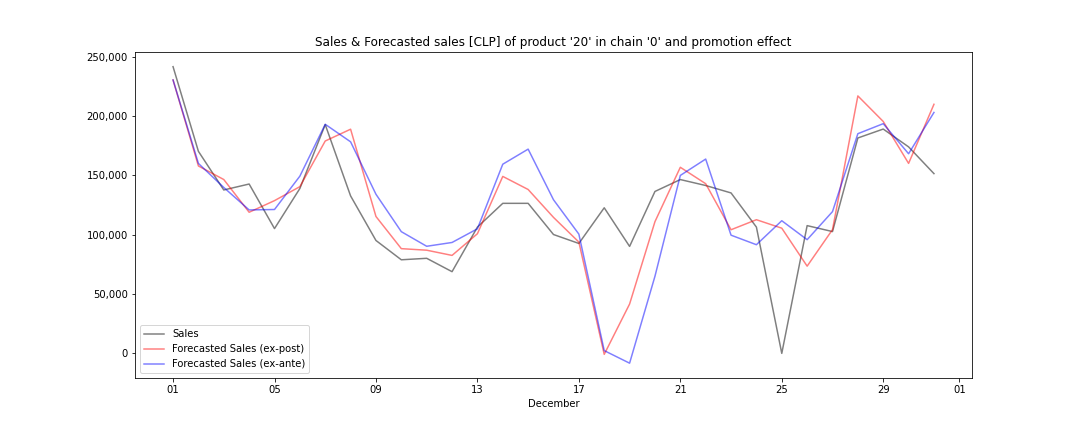 Sales & Forecasted sales [CLP] of product '20' in chain '0' and promotion effect
250,000
200,000
150,000
100,000
50,000
0
Sales
Forecasted Sales (ex-post)
Forecasted Sales (ex-ante)
01 05 09 13 17 21 25 29 01
December